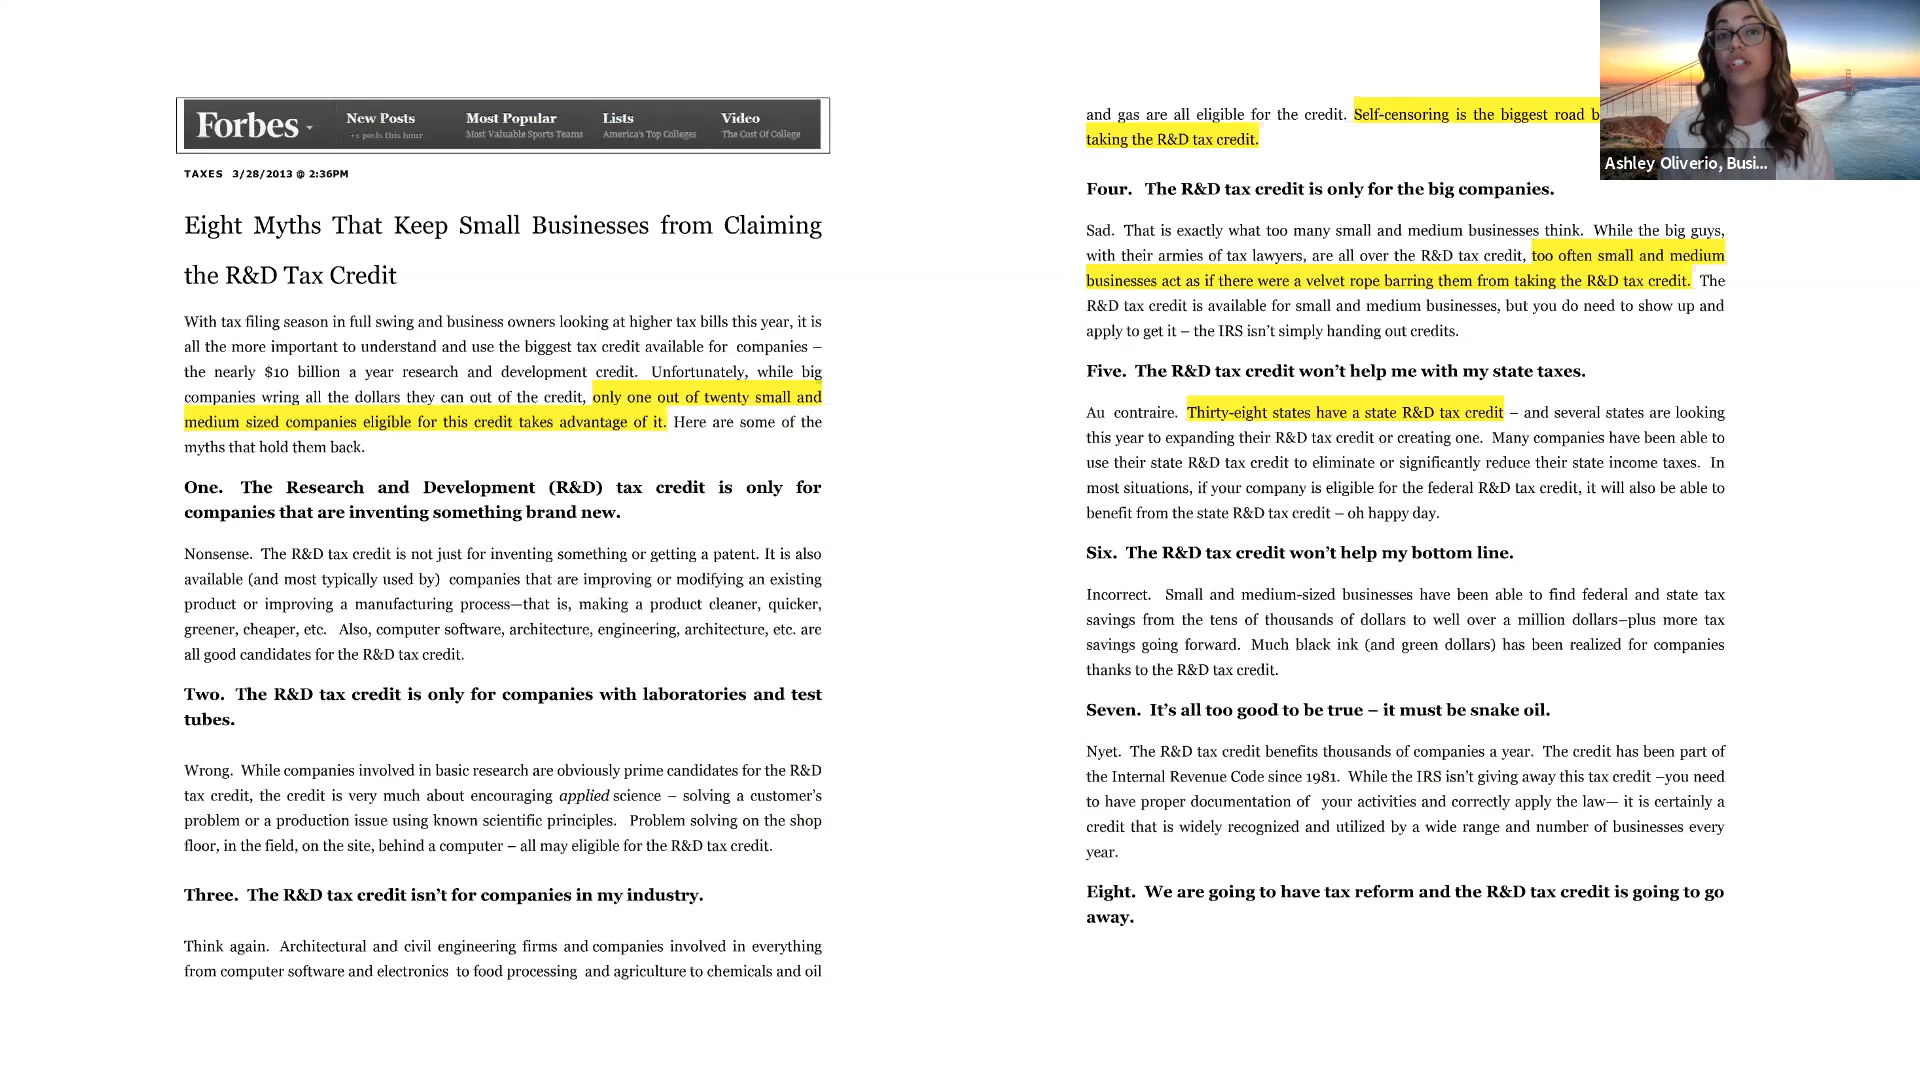 Forbes
New Posts
+1 posts this hour
Most Popular
Most Valuable Sports Teams
Lists
America's Top Colleges
Video
The Cost Of College
TAXES 3/28/2013 @ 2:36PM
Eight Myths That Keep Small Businesses from Claiming
the R&D Tax Credit
With tax filing season in full swing and business owners looking at higher tax bills this year, it is
all the more important to understand and use the biggest tax credit available for companies –
the nearly $10 billion a year research and development credit. Unfortunately, while big
companies wring all the dollars they can out of the credit, only one out of twenty small and
medium sized companies eligible for this credit takes advantage of it. Here are some of the
myths that hold them back.
One. The Research and Development (R&D) tax credit is only for
companies that are inventing something brand new.
Nonsense. The R&D tax credit is not just for inventing something or getting a patent. It is also
available (and most typically used by) companies that are improving or modifying an existing
product or improving a manufacturing process—that is, making a product cleaner, quicker,
greener, cheaper, etc. Also, computer software, architecture, engineering, architecture, etc. are
all good candidates for the R&D tax credit.
Two. The R&D tax credit is only for companies with laboratories and test
tubes.
Wrong. While companies involved in basic research are obviously prime candidates for the R&D
tax credit, the credit is very much about encouraging applied science – solving a customer's
problem or a production issue using known scientific principles. Problem solving on the shop
floor, in the field, on the site, behind a computer – all may eligible for the R&D tax credit.
Three. The R&D tax credit isn't for companies in my industry.
Think again. Architectural and civil engineering firms and companies involved in everything
from computer software and electronics to food processing and agriculture to chemicals and oil
and gas are all eligible for the credit. Self-censoring is the biggest road
taking the R&D tax credit.
Four. The R&D tax credit is only for the big companies.
Sad. That is exactly what too many small and medium businesses think. While the big guys,
with their armies of tax lawyers, are all over the R&D tax credit, too often small and medium
businesses act as if there were a velvet rope barring them from taking the R&D tax credit. The
R&D tax credit is available for small and medium businesses, but you do need to show up and
apply to get it – the IRS isn't simply handing out credits.
Five. The R&D tax credit won't help me with my state taxes.
Au contraire. Thirty-eight states have a state R&D tax credit – and several states are looking
this year to expanding their R&D tax credit or creating one. Many companies have been able to
use their state R&D tax credit to eliminate or significantly reduce their state income taxes. In
most situations, if your company is eligible for the federal R&D tax credit, it will also be able to
benefit from the state R&D tax credit – oh happy day.
Six. The R&D tax credit won't help my bottom line.
Incorrect. Small and medium-sized businesses have been able to find federal and state tax
savings from the tens of thousands of dollars to well over a million dollars–plus more tax
savings going forward. Much black ink (and green dollars) has been realized for companies
thanks to the R&D tax credit.
Seven. It's all too good to be true – it must be snake oil.
Nyet. The R&D tax credit benefits thousands of companies a year. The credit has been part of
the Internal Revenue Code since 1981. While the IRS isn't giving away this tax credit –you need
to have proper documentation of your activities and correctly apply the law— it is certainly a
credit that is widely recognized and utilized by a wide range and number of businesses every
year.
Eight. We are going to have tax reform and the R&D tax credit is going to go
away.
Ashley Oliverio, Busi...